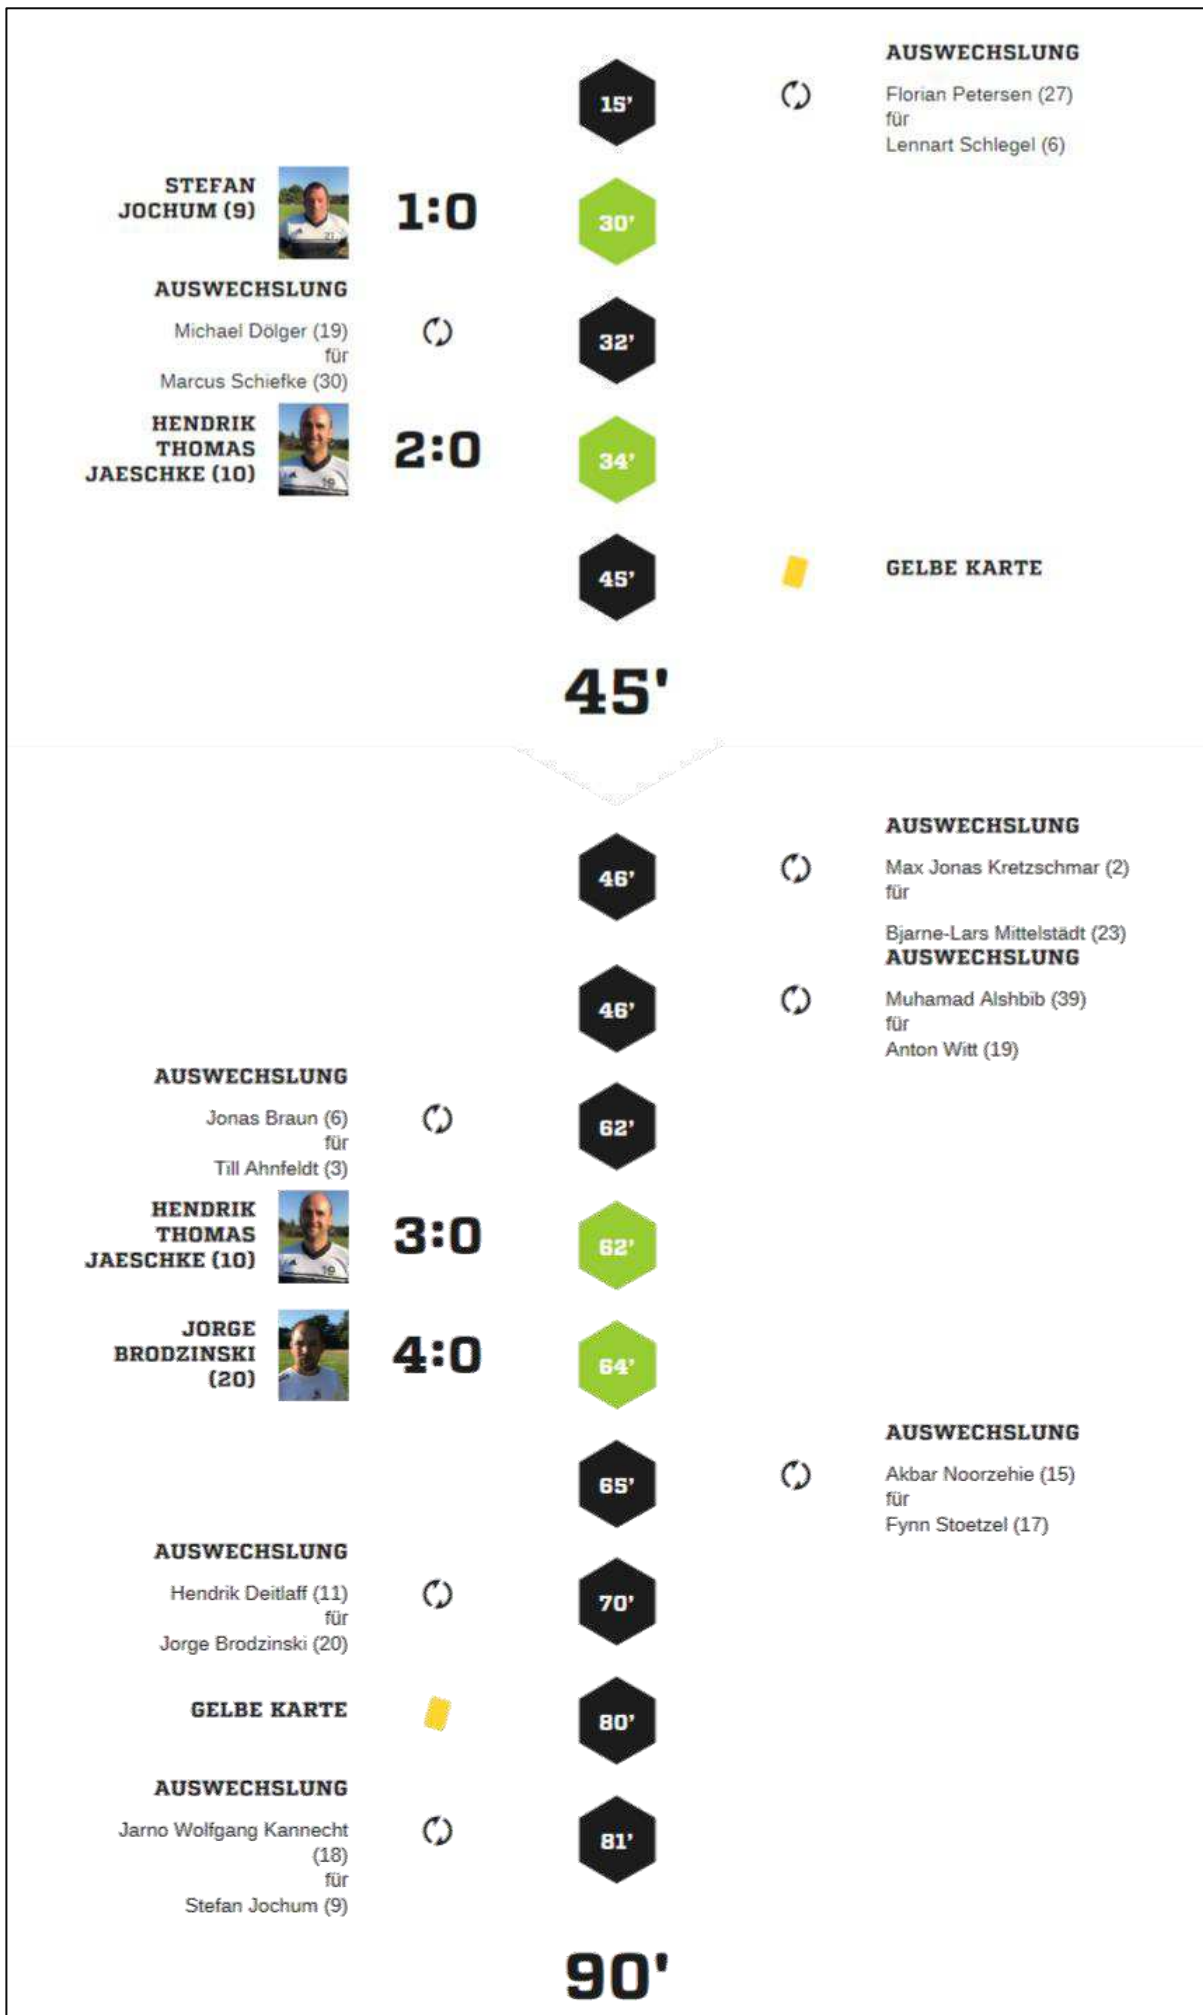 AUSWECHSLUNG
15'
Florian Petersen (27)
für
Lennart Schlegel (6)
STEFAN
JOCHUM (9)
1:0
30'
AUSWECHSLUNG
Michael Dölger (19)
für
Marcus Schiefke (30)
32'
HENDRIK
THOMAS
JAESCHKE (10)
2:0
34'
45'
GELBE KARTE
45'
AUSWECHSLUNG
46'
Max Jonas Kretzschmar (2)
für
Bjarne-Lars Mittelstädt (23)
AUSWECHSLUNG
46'
Muhamad Alshbib (39)
für
Anton Witt (19)
AUSWECHSLUNG
Jonas Braun (6)
für
Till Ahnfeldt (3)
62'
HENDRIK
THOMAS
JAESCHKE (10)
3:0
62'
JORGE
BRODZINSKI
(20)
4:0
64'
AUSWECHSLUNG
65'
Akbar Noorzehie (15)
für
Fynn Stoetzel (17)
AUSWECHSLUNG
Hendrik Deitlaff (11)
für
Jorge Brodzinski (20)
70'
GELBE KARTE
80'
AUSWECHSLUNG
Jarno Wolfgang Kannecht
(18)
für
Stefan Jochum (9)
81'
90'